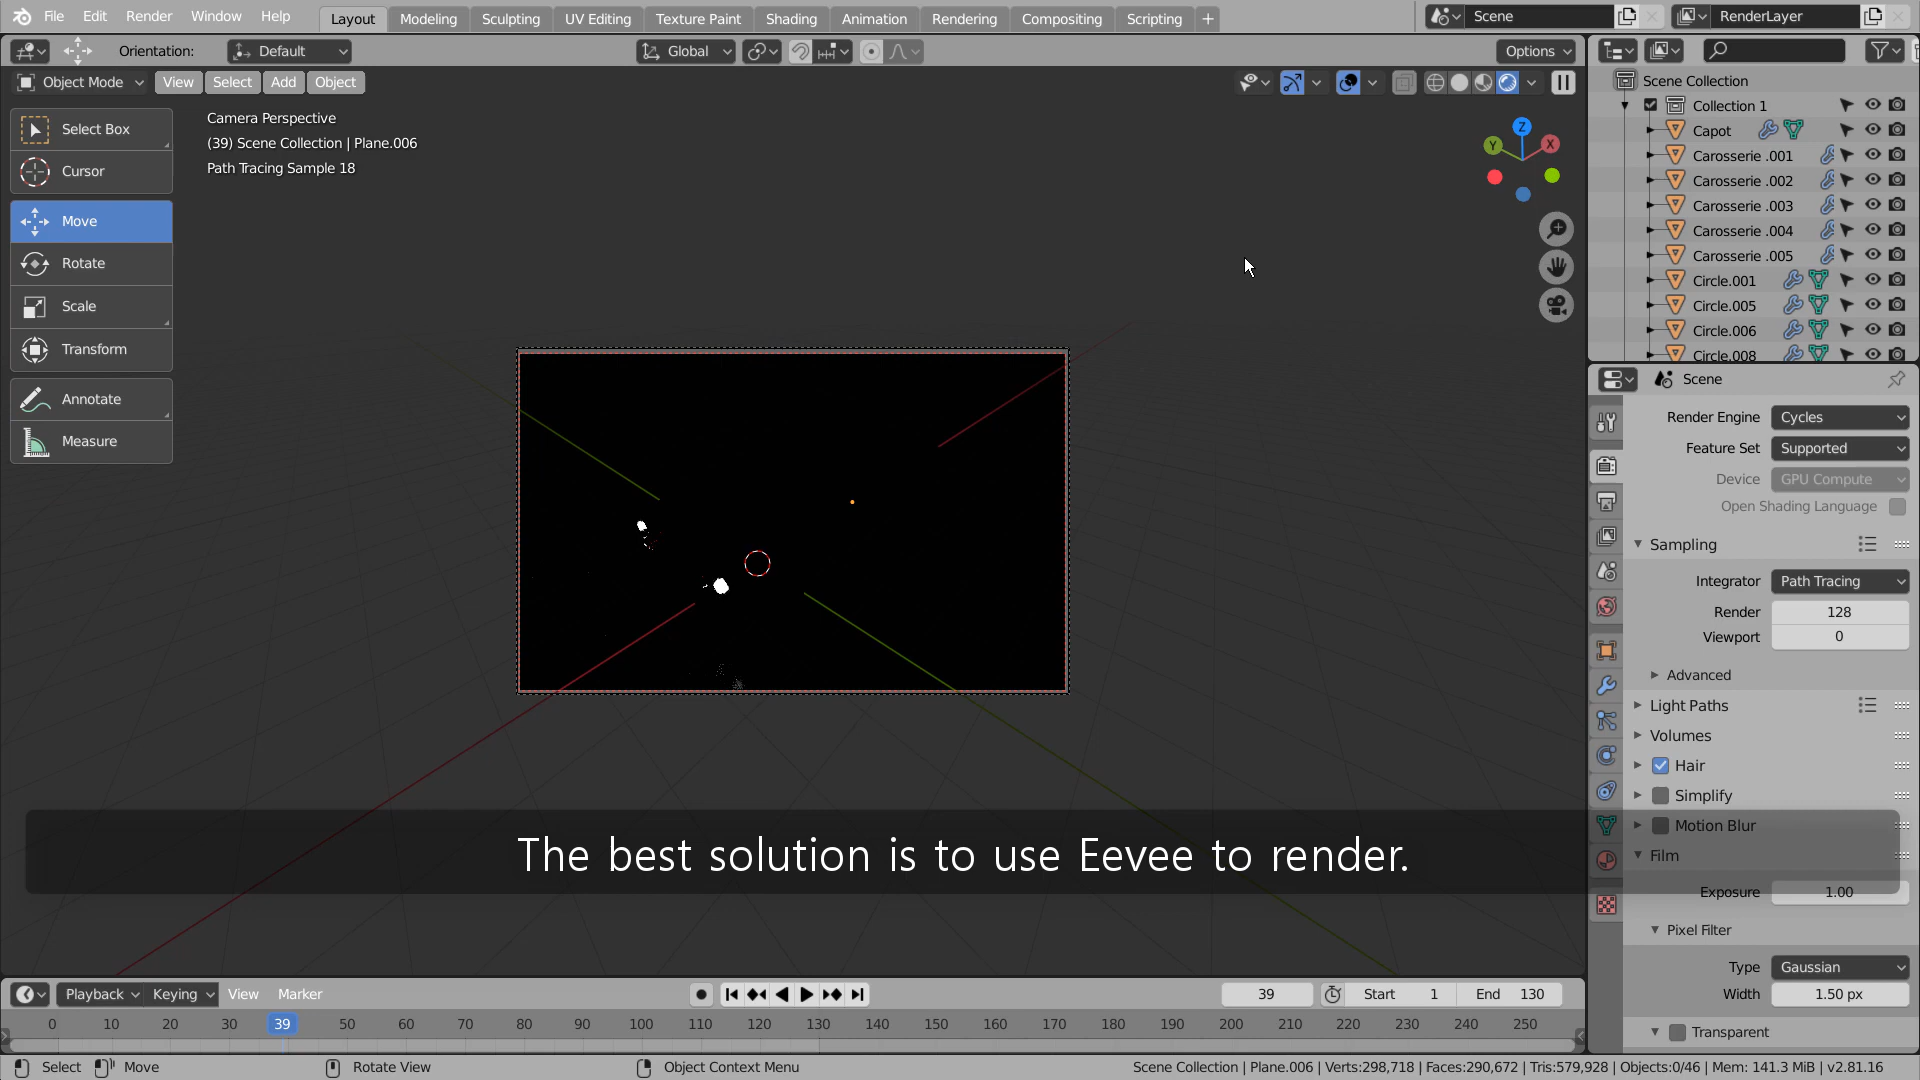 File Edit Render Window Help Layout Modeling Sculpting UV Editing Texture Paint Shading Animation Rendering Compositing Scripting + Scene RenderLayer
Orientation: Default Global Options
Object Mode View Select Add Object
Select Box
Cursor
Move
Rotate
Scale
Transform
Annotate
Measure
Camera Perspective
(39) Scene Collection | Plane.006
Path Tracing Sample 18
Z
Y
X
The best solution is to use Eevee to render.
Scene Collection
Collection 1
Capot
Carosserie .001
Carosserie .002
Carosserie .003
Carosserie .004
Carosserie .005
Circle.001
Circle.005
Circle.006
Circle.008
Scene
Render Engine Cycles
Feature Set Supported
Device GPU Compute
Open Shading Language
Sampling
Integrator Path Tracing
Render 128
Viewport 0
Advanced
Light Paths
Volumes
Hair
Simplify
Motion Blur
Film
Exposure 1.00
Pixel Filter
Type Gaussian
Width 1.50 px
Transparent
Playback Keying View Marker 39 Start 1 End 130
0 10 20 30 39 50 60 70 80 90 100 110 120 130 140 150 160 170 180 190 200 210 220 230 240 250
Select Move Rotate View Object Context Menu Scene Collection | Plane.006 | Verts:298,718 | Faces:290,672 | Tris:579,928 | Objects:0/46 | Mem: 141.3 MiB | v2.81.16